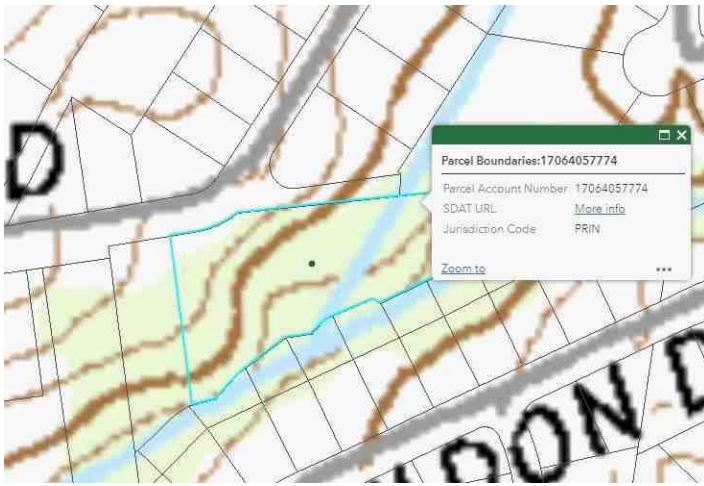 D
Parcel Boundaries:17064057774
Parcel Account Number 17064057774
SDAT URL More info
Jurisdiction Code PRIN
Zoom to
DON D